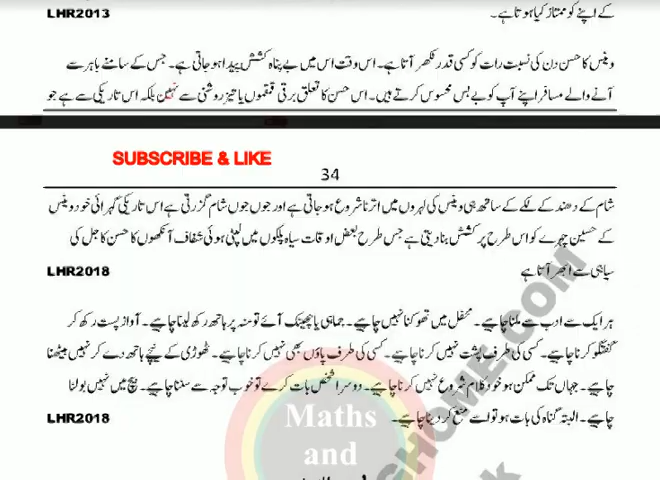 کے اپنے کو ممتاز کیا ہوتا ہے۔ LHR2013
وینس کا حسن دن کی نسبت رات کو کسی قدر نکھر آتا ہے۔ اس وقت اس میں بے پناہ کشش پیدا ہو جاتی ہے۔ جس کے سامنے باہر سے
آنے والے مسافر اپنے آپ کو بے بس محسوس کرتے ہیں۔ اس حسن کا تعلق برقی قمقموں یا تیز روشنی سے نہیں بلکہ اس تاریکی سے ہے جو
SUBSCRIBE & LIKE
34
شام کے دھندلکے کے ساتھ ہی وینس کی لہروں میں اترنا شروع ہو جاتی ہے اور جوں جوں شام گزرتی ہے اس تاریکی گہرائی خود وینس
کے حسین چہرے کو اس طرح پر کشش بنا دیتی ہے جس طرح بعض اوقات سیاہ پلکوں میں لپٹی ہوئی شفاف آنکھوں کا حسن کاجل کی
سیاہی سے ابھر آتا ہے LHR2018
ہر ایک سے ادب سے ملنا چاہیے۔ محفل میں تھوکنا نہیں چاہیے۔ جماہی یا چھینک آئے تو منہ پر ہاتھ رکھ لینا چاہیے۔ آواز پست رکھ کر
گفتگو کرنا چاہیے۔ کسی کی طرف پشت نہیں کرنا چاہیے۔ کسی کی طرف پاؤں بھی نہیں کرنا چاہیے۔ ٹھوڑی کے نیچے ہاتھ دے کر نہیں بیٹھنا
چاہیے۔ جہاں تک ممکن ہو خود کلام شروع نہیں کرنا چاہیے۔ دوسرا شخص بات کرے تو خوب توجہ سے سننا چاہیے۔ بیچ میں نہیں بولنا
چاہیے۔ البتہ گناہ کی بات ہو تو اسے منع کر دینا چاہیے۔ LHR2018
Maths
and
GHOME.COM